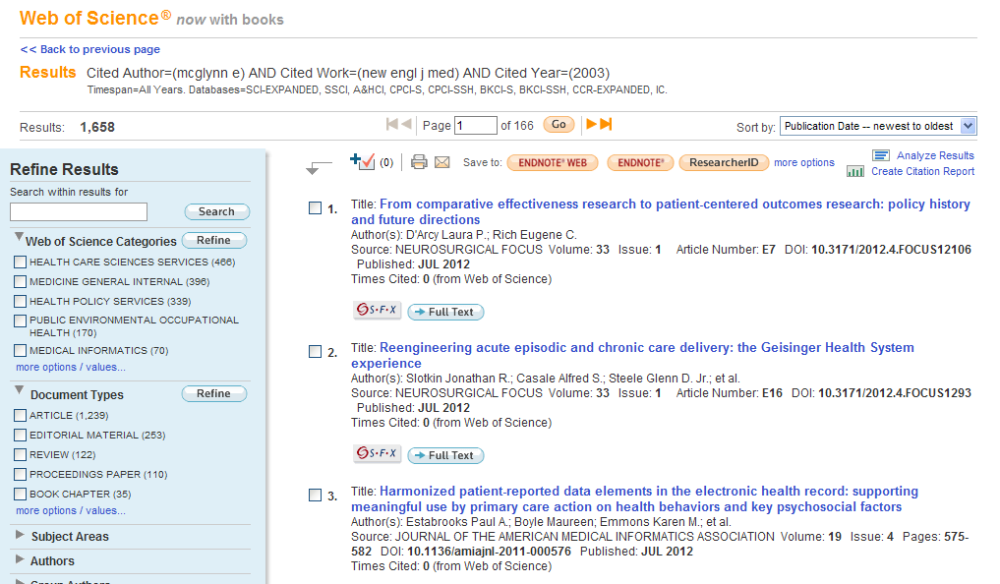 Web of Science® now with books
<< Back to previous page
Results Cited Author=(mcglynn e) AND Cited Work=(new engl j med) AND Cited Year=(2003)
Timespan=All Years. Databases=SCI-EXPANDED, SSCI, A&HCI, CPCI-S, CPCI-SSH, BKCI-S, BKCI-SSH, CCR-EXPANDED, IC.
Results: 1,658
Page 1 of 166 Go
Sort by: Publication Date -- newest to oldest
Refine Results
Search within results for
Search
Web of Science Categories Refine
HEALTH CARE SCIENCES SERVICES (466)
MEDICINE GENERAL INTERNAL (396)
HEALTH POLICY SERVICES (339)
PUBLIC ENVIRONMENTAL OCCUPATIONAL
HEALTH (170)
MEDICAL INFORMATICS (70)
more options / values...
Document Types Refine
ARTICLE (1,239)
EDITORIAL MATERIAL (253)
REVIEW (122)
PROCEEDINGS PAPER (110)
BOOK CHAPTER (35)
more options / values...
Subject Areas
Authors
Group Authors
(0) Save to: ENDNOTE® WEB ENDNOTE® ResearcherID more options
Analyze Results
Create Citation Report
1. Title: From comparative effectiveness research to patient-centered outcomes research: policy history
and future directions
Author(s): D'Arcy Laura P.; Rich Eugene C.
Source: NEUROSURGICAL FOCUS Volume: 33 Issue: 1 Article Number: E7 DOI: 10.3171/2012.4.FOCUS12106
Published: JUL 2012
Times Cited: 0 (from Web of Science)
S·F·X Full Text
2. Title: Reengineering acute episodic and chronic care delivery: the Geisinger Health System
experience
Author(s): Slotkin Jonathan R.; Casale Alfred S.; Steele Glenn D. Jr.; et al.
Source: NEUROSURGICAL FOCUS Volume: 33 Issue: 1 Article Number: E16 DOI: 10.3171/2012.4.FOCUS1293
Published: JUL 2012
Times Cited: 0 (from Web of Science)
S·F·X Full Text
3. Title: Harmonized patient-reported data elements in the electronic health record: supporting
meaningful use by primary care action on health behaviors and key psychosocial factors
Author(s): Estabrooks Paul A.; Boyle Maureen; Emmons Karen M.; et al.
Source: JOURNAL OF THE AMERICAN MEDICAL INFORMATICS ASSOCIATION Volume: 19 Issue: 4 Pages: 575-
582 DOI: 10.1136/amiajnl-2011-000576 Published: JUL 2012
Times Cited: 0 (from Web of Science)